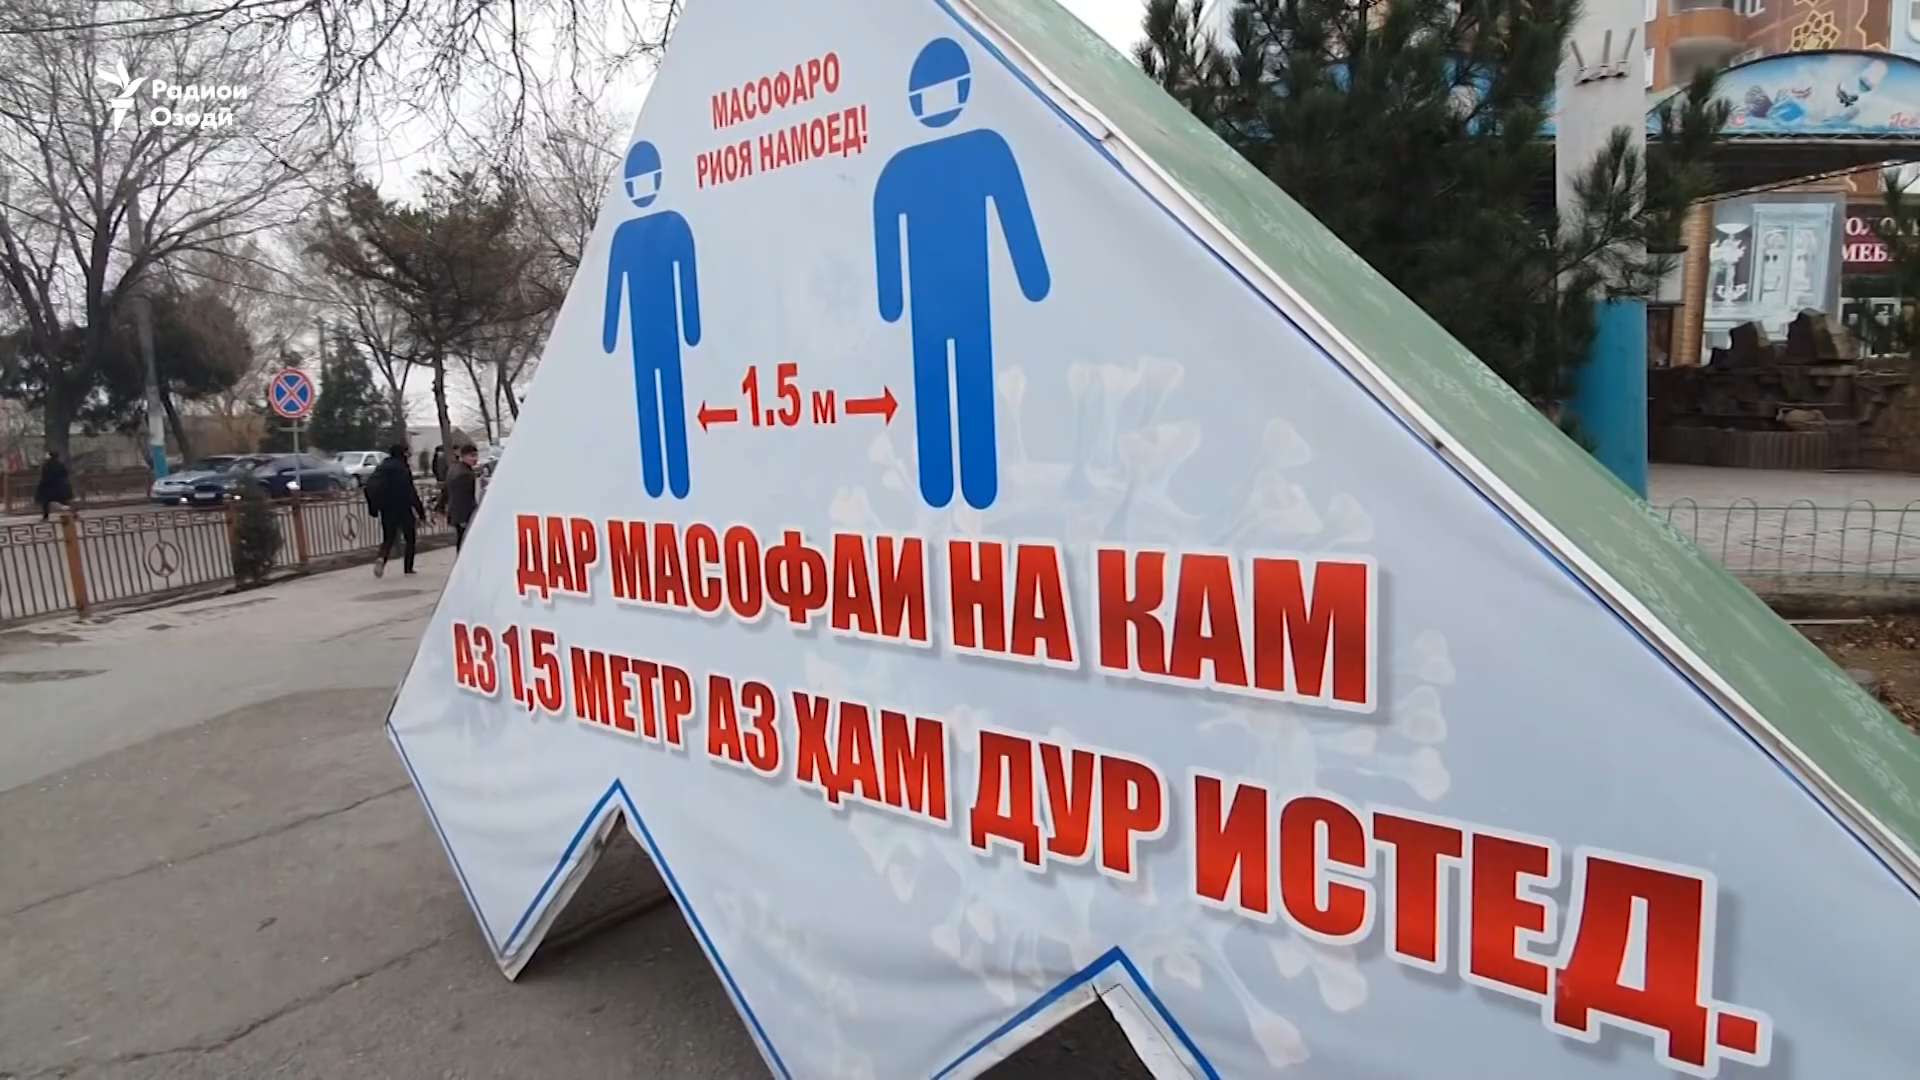 Радиои
Озодӣ
МАСОФАРО
РИОЯ НАМОЕД!
1.5 м
ДАР МАСОФАИ НА КАМ
АЗ 1,5 МЕТР АЗ ҲАМ ДУР ИСТЕД.